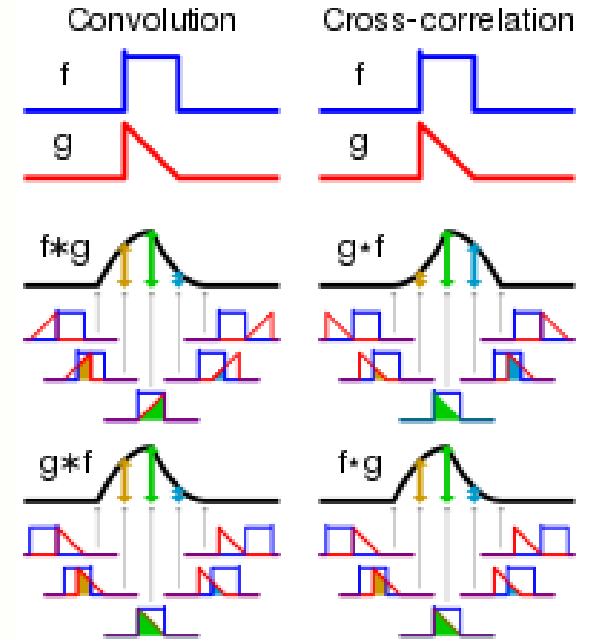 Convolution Cross-correlation
f f
g g
f∗g g⋆f
g∗f f⋆g